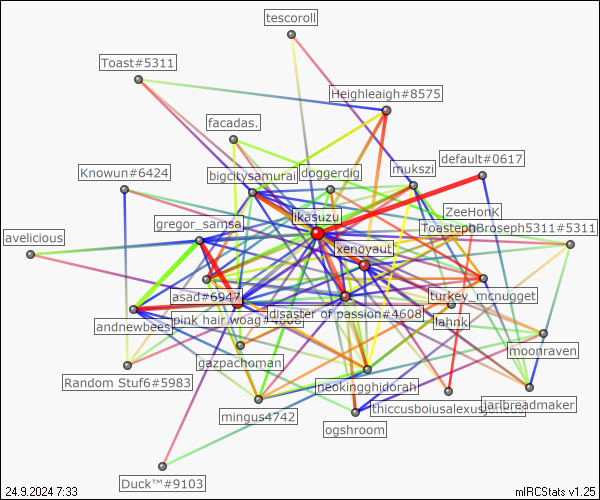 tescoroll
Toast#5311
Heighleaigh#8575
facadas.
default#0617
Knowun#6424
bigcitysamurai
doggerdig
mukszi
ZeeHonK
likasuzu
gregor_samsa
ToastephBroseph5311#5311
avelicious
xenoyaut
asad#6947
turkey_mcnugget
pink hair woag#4608
disaster of passion#4608
lahnk
andnewbees
moonraven
gazpachoman
Random Stuf6#5983
neokingghidorah
thiccusboiusalexusjoneus
jarlbreadmaker
mingus4742
ogshroom
Duck™#9103
24.9.2024 7:33
mIRCStats v1.25